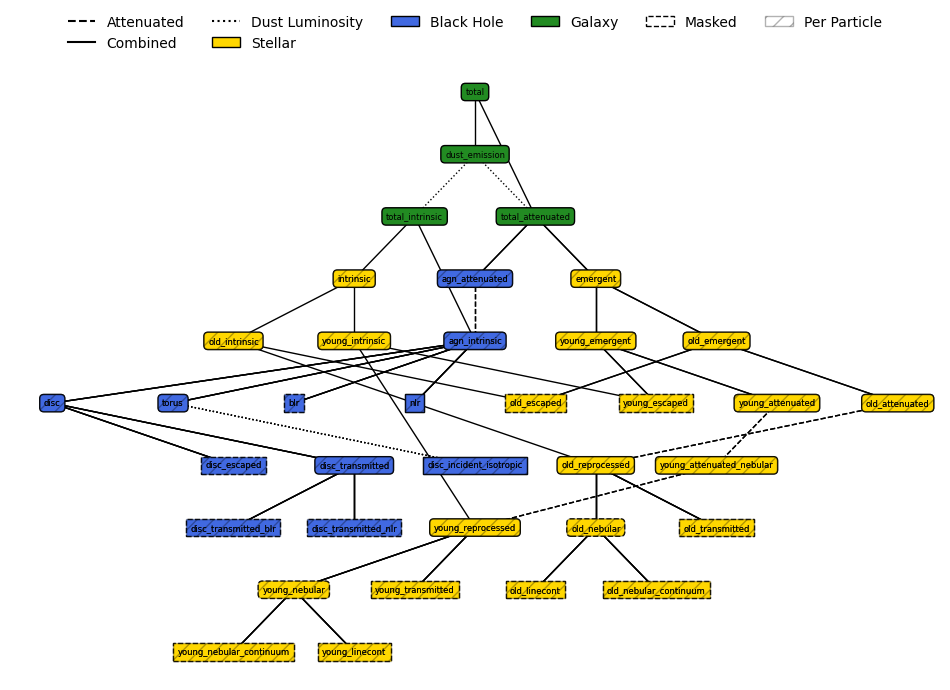 Attenuated Dust Luminosity Black Hole Galaxy Masked Per Particle
Combined Stellar
total
dust_emission
total_intrinsic total_attenuated
intrinsic agn_attenuated emergent
old_intrinsic young_intrinsic agn_intrinsic young_emergent old_emergent
disc torus blr nlr old_escaped young_escaped young_attenuated old_attenuated
disc_escaped disc_transmitted disc_incident_isotropic old_reprocessed young_attenuated_nebular
disc_transmitted_blr disc_transmitted_nlr young_reprocessed old_nebular old_transmitted
young_nebular young_transmitted old_linecont old_nebular_continuum
young_nebular_continuum young_linecont